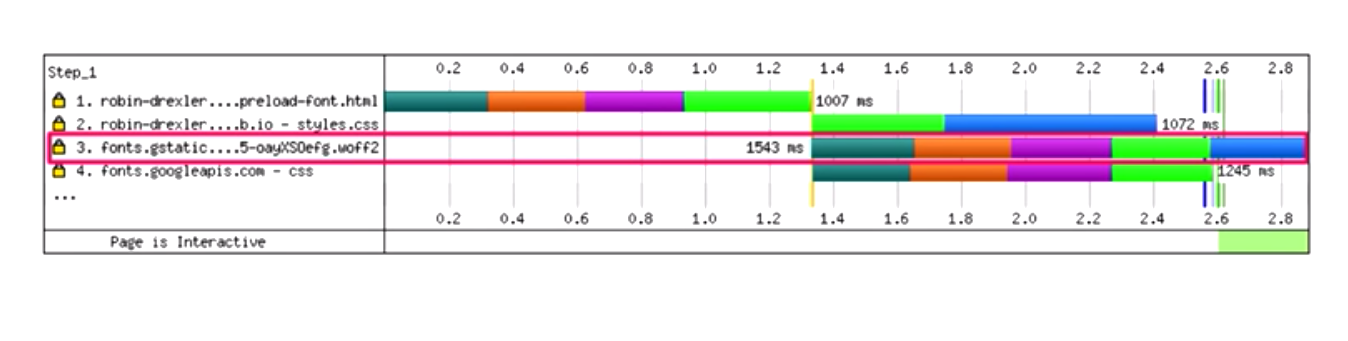 Step_1
0.2 0.4 0.6 0.8 1.0 1.2 1.4 1.6 1.8 2.0 2.2 2.4 2.6 2.8
1. robin-drexler....preload-font.html 1007 ms
2. robin-drexler....b.io - styles.css 1072 ms
3. fonts.gstatic....5-oayXSOefg.woff2 1543 ms
4. fonts.googleapis.com - css 1245 ms
...
0.2 0.4 0.6 0.8 1.0 1.2 1.4 1.6 1.8 2.0 2.2 2.4 2.6 2.8
Page is Interactive